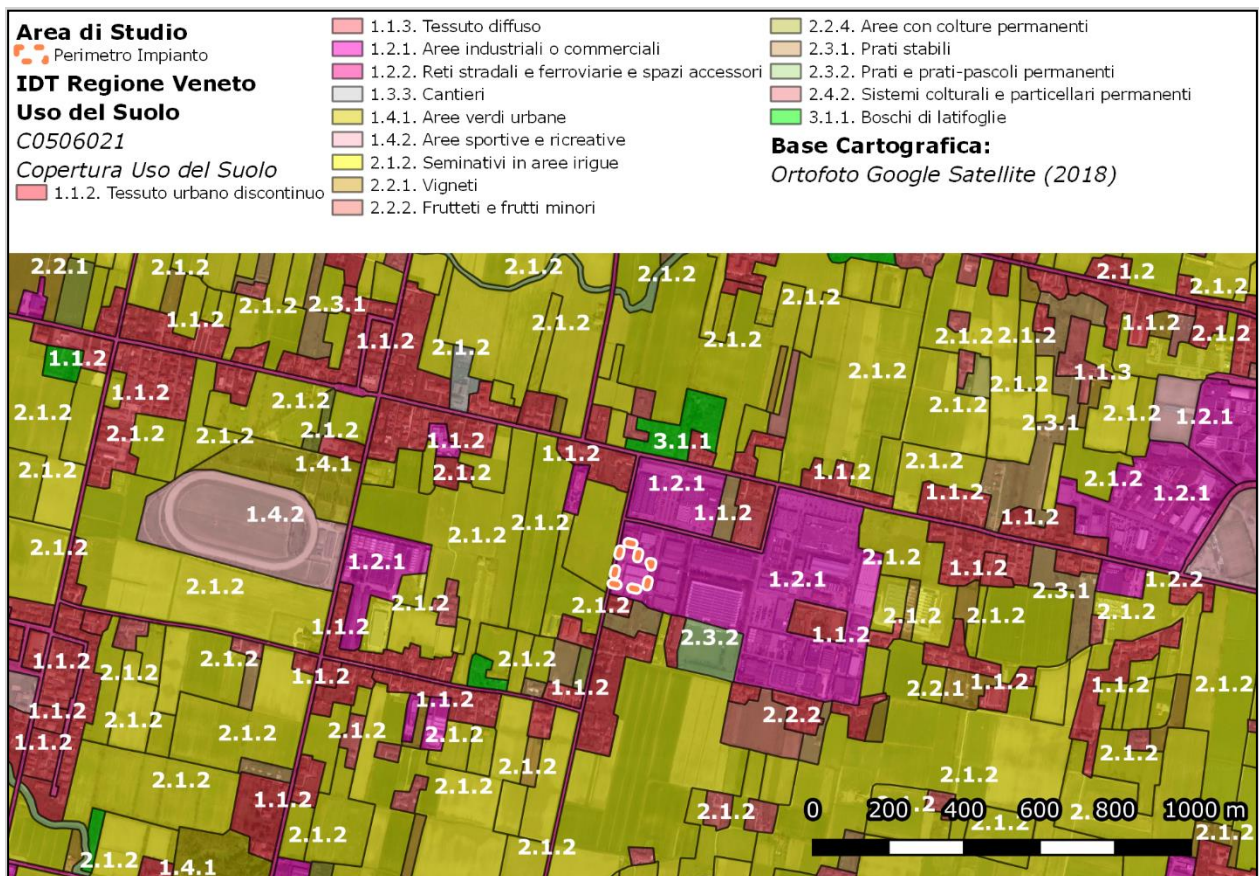 Area di Studio
Perimetro Impianto
IDT Regione Veneto
Uso del Suolo
C0506021
Copertura Uso del Suolo
1.1.2. Tessuto urbano discontinuo
1.1.3. Tessuto diffuso
1.2.1. Aree industriali o commerciali
1.2.2. Reti stradali e ferroviarie e spazi accessori
1.3.3. Cantieri
1.4.1. Aree verdi urbane
1.4.2. Aree sportive e ricreative
2.1.2. Seminativi in aree irigue
2.2.1. Vigneti
2.2.2. Frutteti e frutti minori
2.2.4. Aree con colture permanenti
2.3.1. Prati stabili
2.3.2. Prati e prati-pascoli permanenti
2.4.2. Sistemi colturali e particellari permanenti
3.1.1. Boschi di latifoglie
Base Cartografica:
Ortofoto Google Satellite (2018)
2.2.1 2.1.2 2.1.2 2.1.2 2.1.2 2.1.2
2.1.2 2.3.1 2.1.2 2.1.2 2.1.2
1.1.2 1.1.2 2.1.2 2.1.2 2.1.2 1.1.2 2.1.2
1.1.2 2.1.2 2.1.2 1.1.3
1.1.2 2.1.2 2.1.2 2.1.2
2.1.2 2.1.2 2.1.2 2.1.2 1.1.2 3.1.1 2.3.1 1.2.1
2.1.2 1.4.1 2.1.2 1.1.2 1.2.1 1.1.2 2.1.2 2.1.2 1.2.1
1.4.2 1.1.2 1.1.2 1.1.2
2.1.2 2.1.2 2.1.2
2.1.2 1.2.1 1.2.1 2.1.2 1.1.2 1.2.2
2.1.2 2.1.2 2.1.2 2.3.1
1.1.2 2.3.2 1.1.2 2.1.2 2.1.2 2.1.2
1.1.2 2.1.2 2.1.2 1.1.2 2.1.2 2.2.1 1.1.2 1.1.2 2.1.2
1.1.2 2.1.2 1.1.2 1.1.2 2.2.2
1.1.2 2.1.2 2.1.2 2.1.2
2.1.2 2.1.2 2.1.2 2.1.2
1.1.2 2.1.2 2.1.2
2.1.2 2.1.2 2.1.2
2.1.2 1.4.1
0 200 400 600 800 1000 m